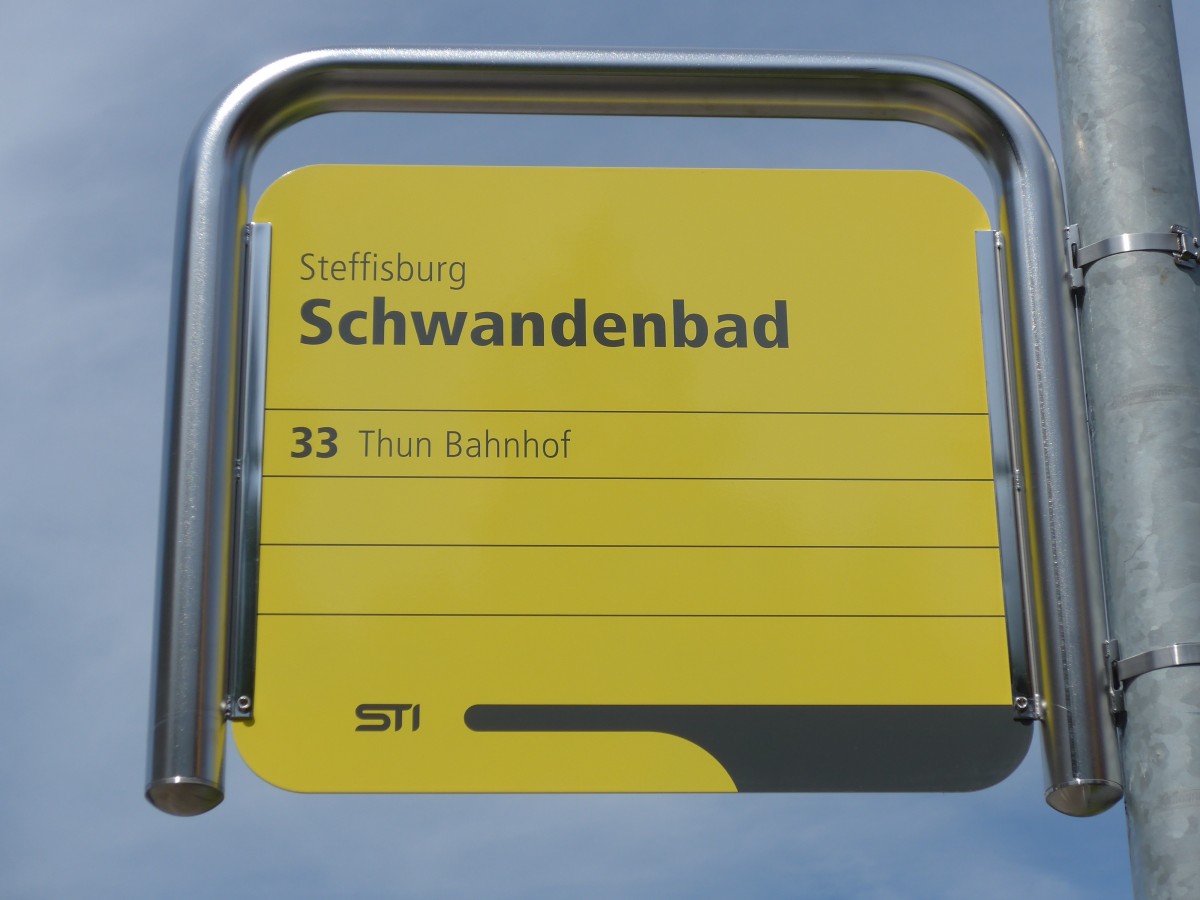 Steffisburg
Schwandenbad
33 Thun Bahnhof
STI